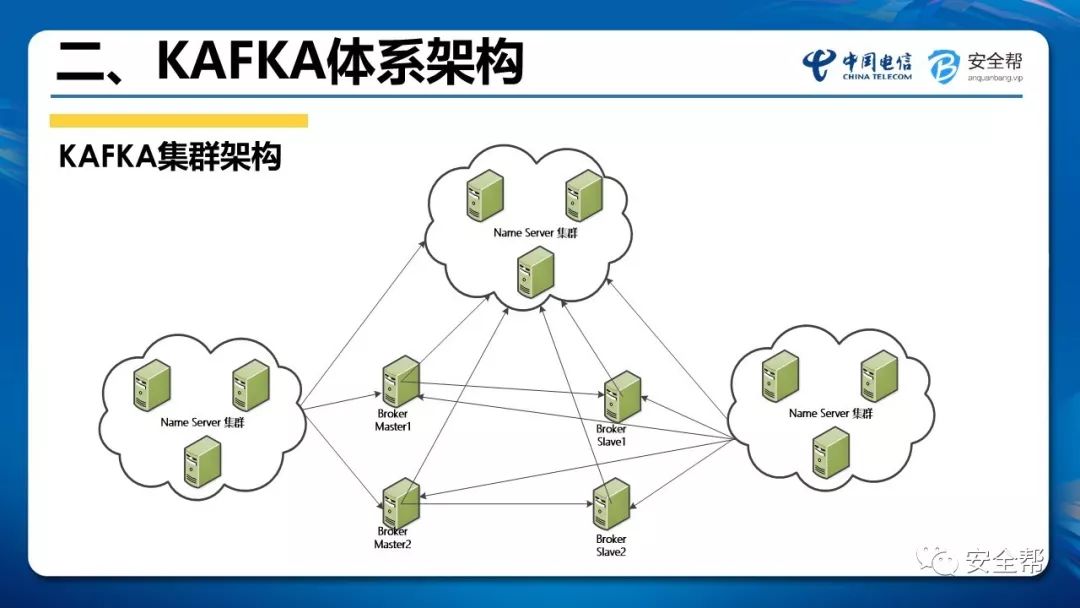 二、KAFKA体系架构
中国电信
CHINA TELECOM
安全帮
anquanbang.vip
KAFKA集群架构
Name Server 集群
Name Server 集群
Name Server 集群
Broker
Master1
Broker
Slave1
Broker
Master2
Broker
Slave2
安全帮